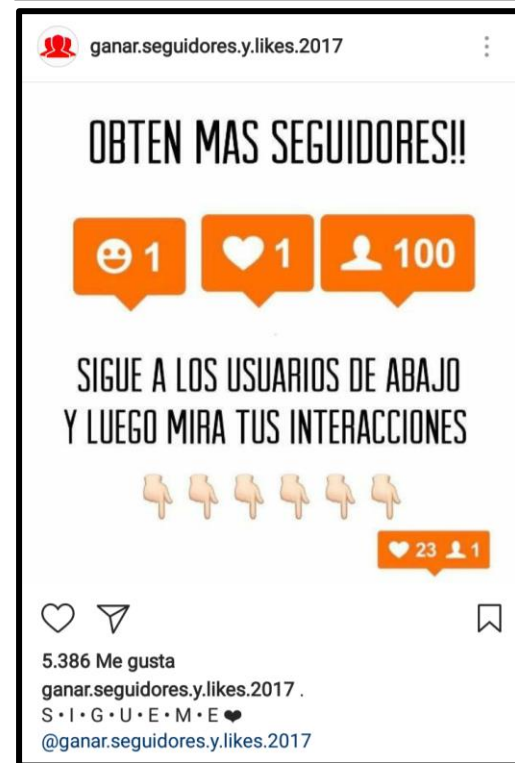 ganar.seguidores.y.likes.2017
OBTEN MAS SEGUIDORES!!
1 1 100
SIGUE A LOS USUARIOS DE ABAJO
Y LUEGO MIRA TUS INTERACCIONES
23 1
5.386 Me gusta
ganar.seguidores.y.likes.2017 .
S • I • G • U • E • M • E ❤
@ganar.seguidores.y.likes.2017